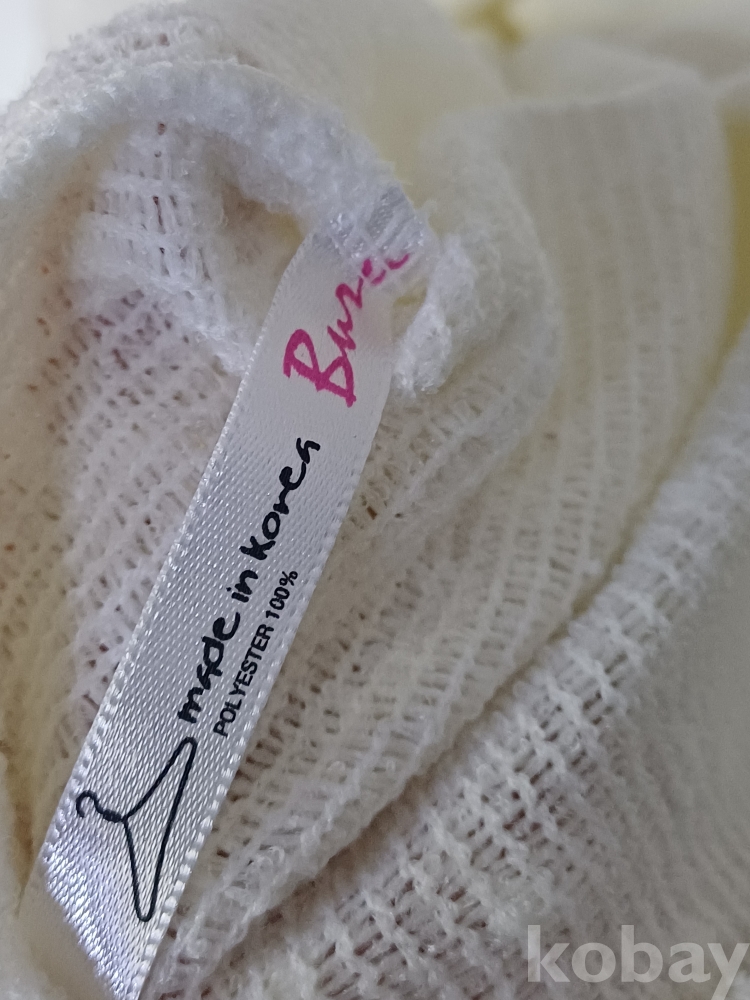 made in korea
POLYESTER 100%
kobay